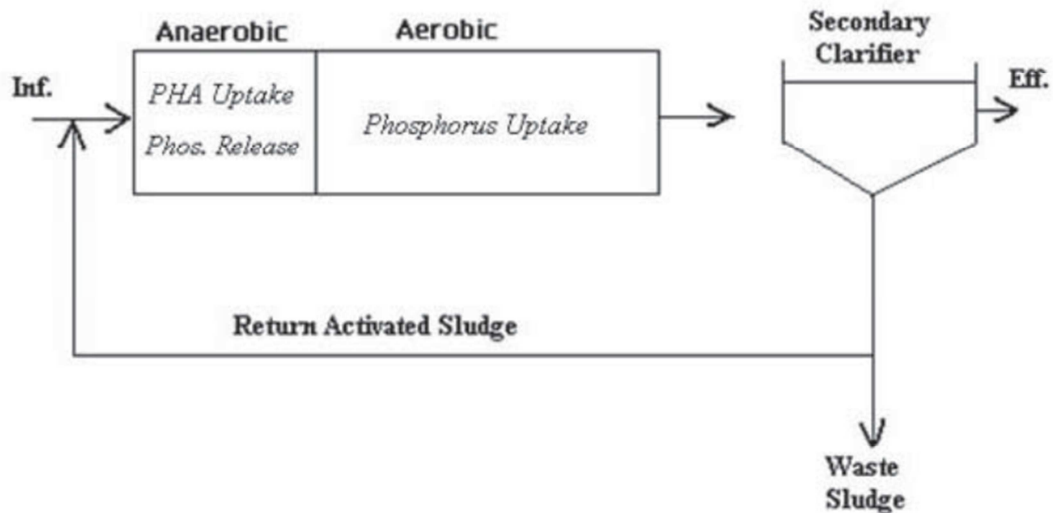 Anaerobic
Aerobic
Secondary
Clarifier
Inf.
Eff.
PHA Uptake
Phos. Release
Phosphorus Uptake
Return Activated Sludge
Waste
Sludge